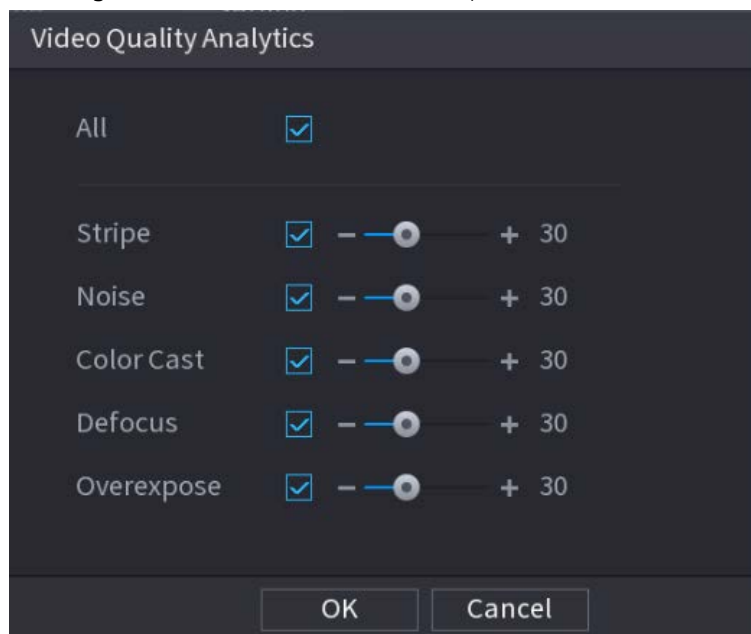 Video Quality Analytics
All
Stripe - + 30
Noise - + 30
Color Cast - + 30
Defocus - + 30
Overexpose - + 30
OK Cancel